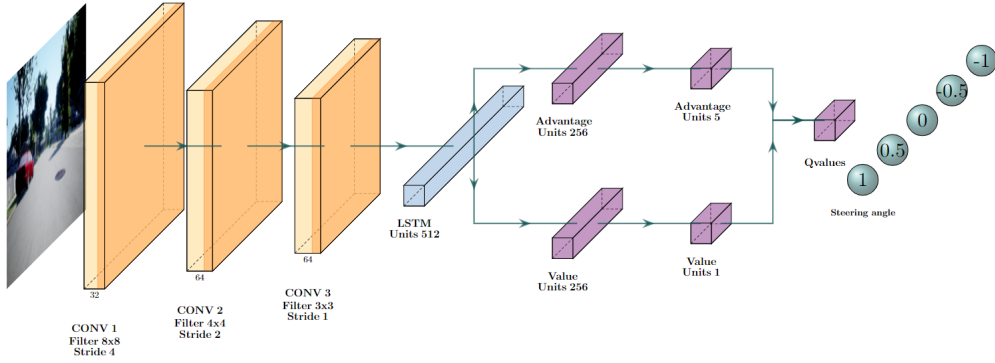 32
CONV 1
Filter 8x8
Stride 4
64
CONV 2
Filter 4x4
Stride 2
64
CONV 3
Filter 3x3
Stride 1
LSTM
Units 512
Advantage
Units 256
Advantage
Units 5
Value
Units 256
Value
Units 1
Qvalues
-1
-0.5
0
0.5
1
Steering angle